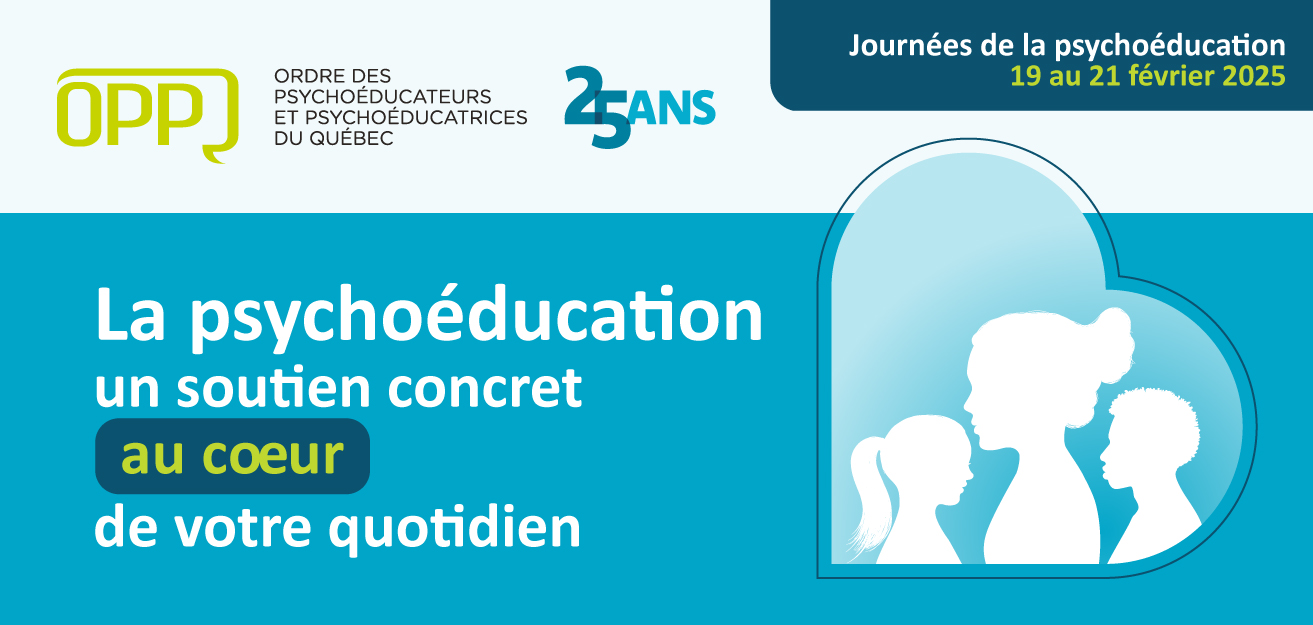 OPPQ
ORDRE DES
PSYCHOÉDUCATEURS
ET PSYCHOÉDUCATRICES
DU QUÉBEC
25 ANS
Journées de la psychoéducation
19 au 21 février 2025
La psychoéducation
un soutien concret
au cœur
de votre quotidien